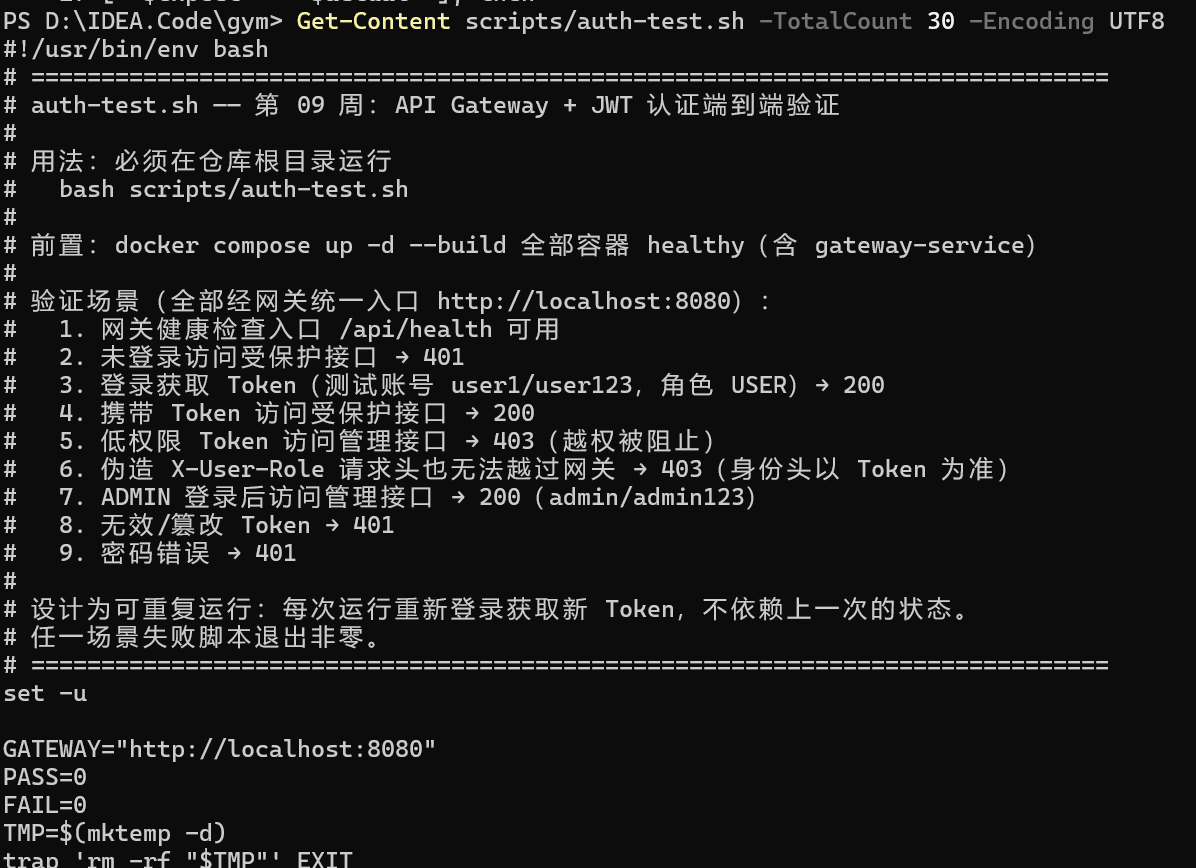 PS D:\IDEA.Code\gym> Get-Content scripts/auth-test.sh -TotalCount 30 -Encoding UTF8
#!/usr/bin/env bash
# =============================================================================
# auth-test.sh —— 第 09 周：API Gateway + JWT 认证端到端验证
#
# 用法：必须在仓库根目录运行
#   bash scripts/auth-test.sh
#
# 前置：docker compose up -d --build 全部容器 healthy（含 gateway-service）
#
# 验证场景（全部经网关统一入口 http://localhost:8080）：
#   1. 网关健康检查入口 /api/health 可用
#   2. 未登录访问受保护接口 → 401
#   3. 登录获取 Token（测试账号 user1/user123，角色 USER）→ 200
#   4. 携带 Token 访问受保护接口 → 200
#   5. 低权限 Token 访问管理接口 → 403（越权被阻止）
#   6. 伪造 X-User-Role 请求头也无法越过网关 → 403（身份头以 Token 为准）
#   7. ADMIN 登录后访问管理接口 → 200（admin/admin123）
#   8. 无效/篡改 Token → 401
#   9. 密码错误 → 401
#
# 设计为可重复运行：每次运行重新登录获取新 Token，不依赖上一次的状态。
# 任一场景失败脚本退出非零。
# =============================================================================
set -u
GATEWAY="http://localhost:8080"
PASS=0
FAIL=0
TMP=$(mktemp -d)
trap 'rm -rf "$TMP"' EXIT